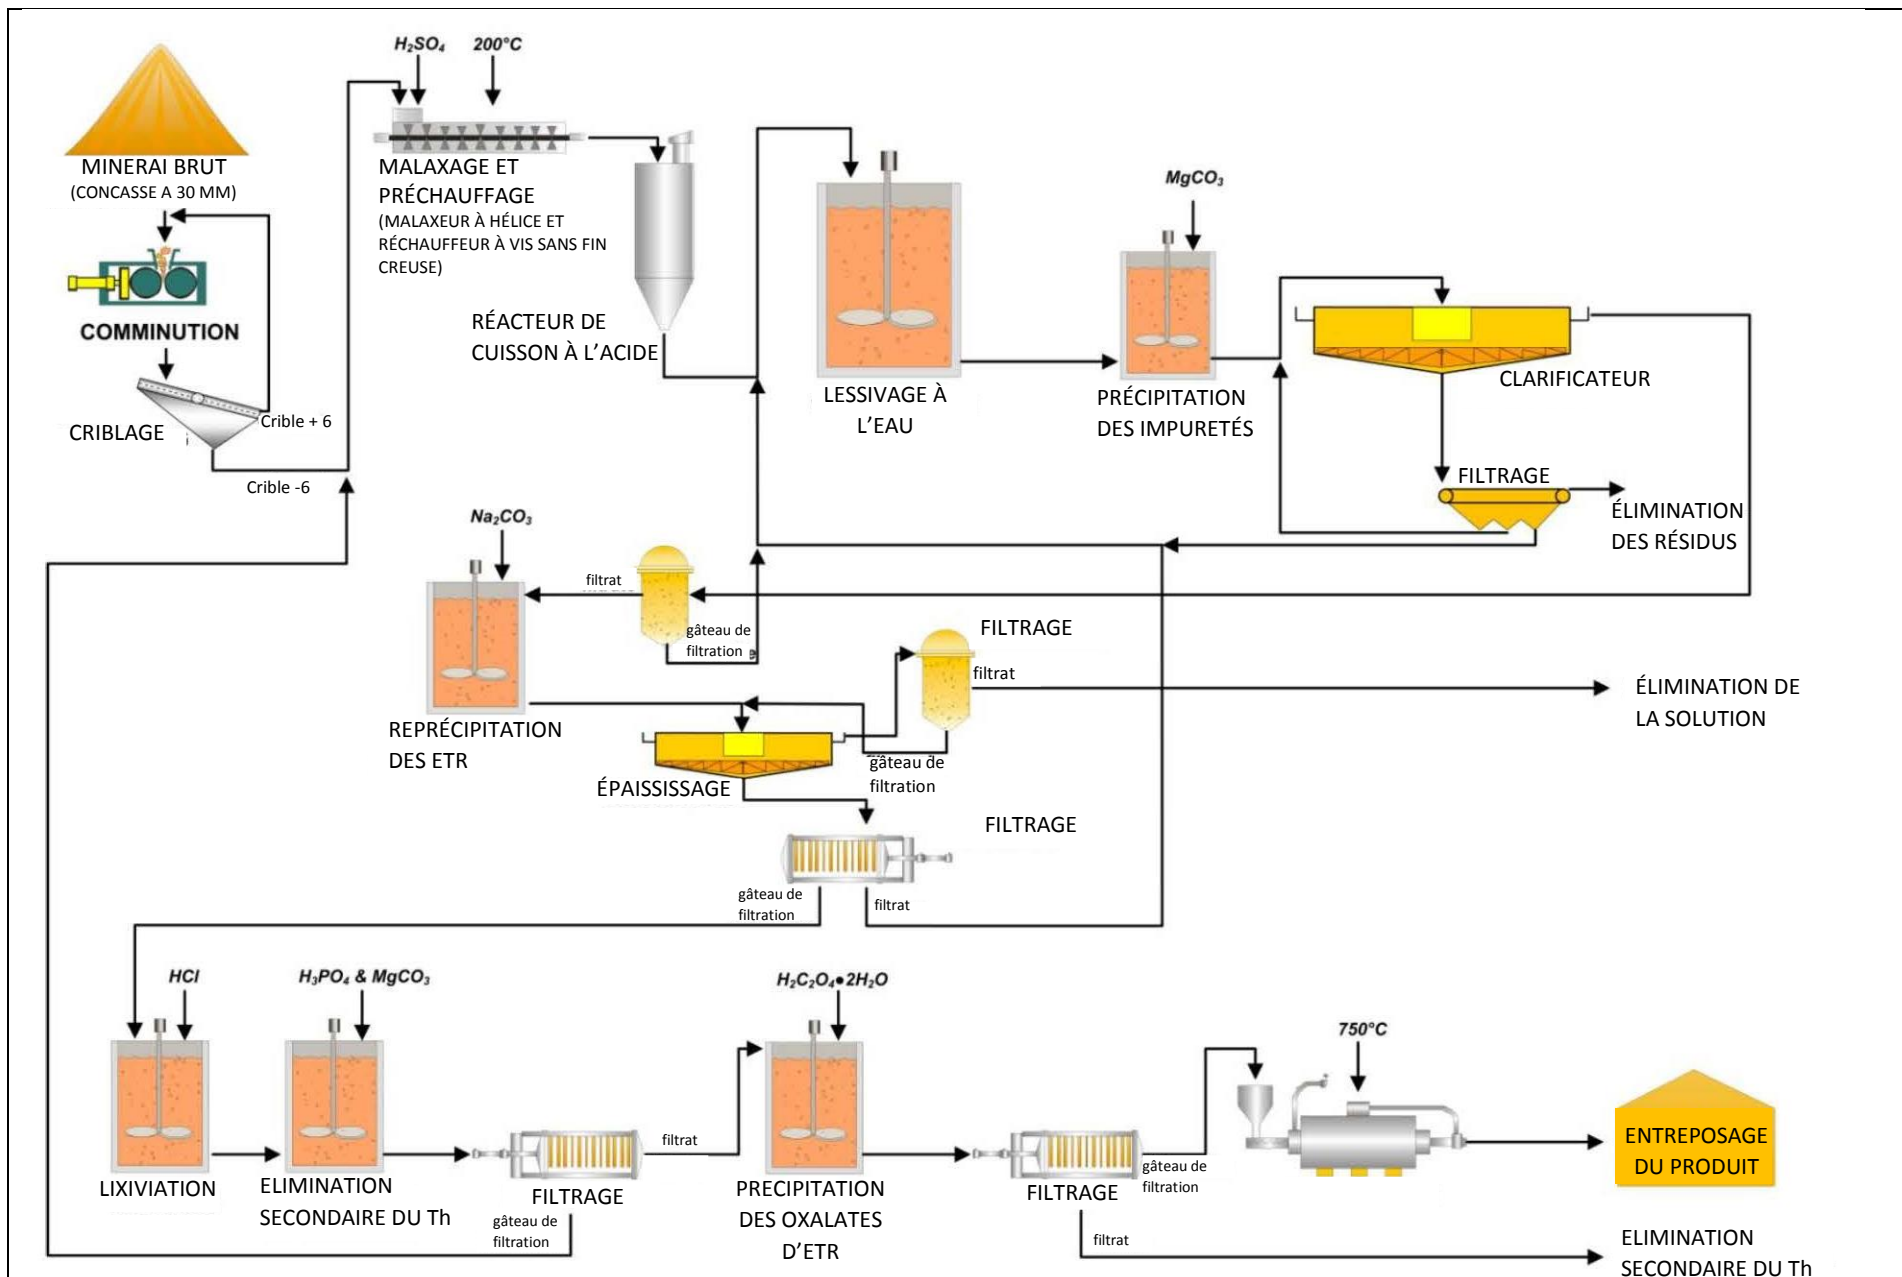 H₂SO₄
200°C
MINERAI BRUT
(CONCASSE A 30 MM)
MALAXAGE ET
PRÉCHAUFFAGE
(MALAXEUR À HÉLICE ET
RÉCHAUFFEUR À VIS SANS FIN
CREUSE)
MgCO₃
COMMINUTION
RÉACTEUR DE
CUISSON À L'ACIDE
CRIBLAGE
Crible + 6
Crible -6
LESSIVAGE À
L'EAU
PRÉCIPITATION
DES IMPURETÉS
CLARIFICATEUR
FILTRAGE
ÉLIMINATION
DES RÉSIDUS
Na₂CO₃
filtrat
gâteau de
filtration
FILTRAGE
filtrat
ÉLIMINATION DE
LA SOLUTION
REPRÉCIPITATION
DES ETR
ÉPAISSISSAGE
gâteau de
filtration
FILTRAGE
gâteau de
filtration
filtrat
HCl
H₃PO₄ & MgCO₃
H₂C₂O₄●2H₂O
750°C
LIXIVIATION
ELIMINATION
SECONDAIRE DU Th
FILTRAGE
filtrat
gâteau de
filtration
PRECIPITATION
DES OXALATES
D'ETR
FILTRAGE
gâteau de
filtration
filtrat
ENTREPOSAGE
DU PRODUIT
ELIMINATION
SECONDAIRE DU Th